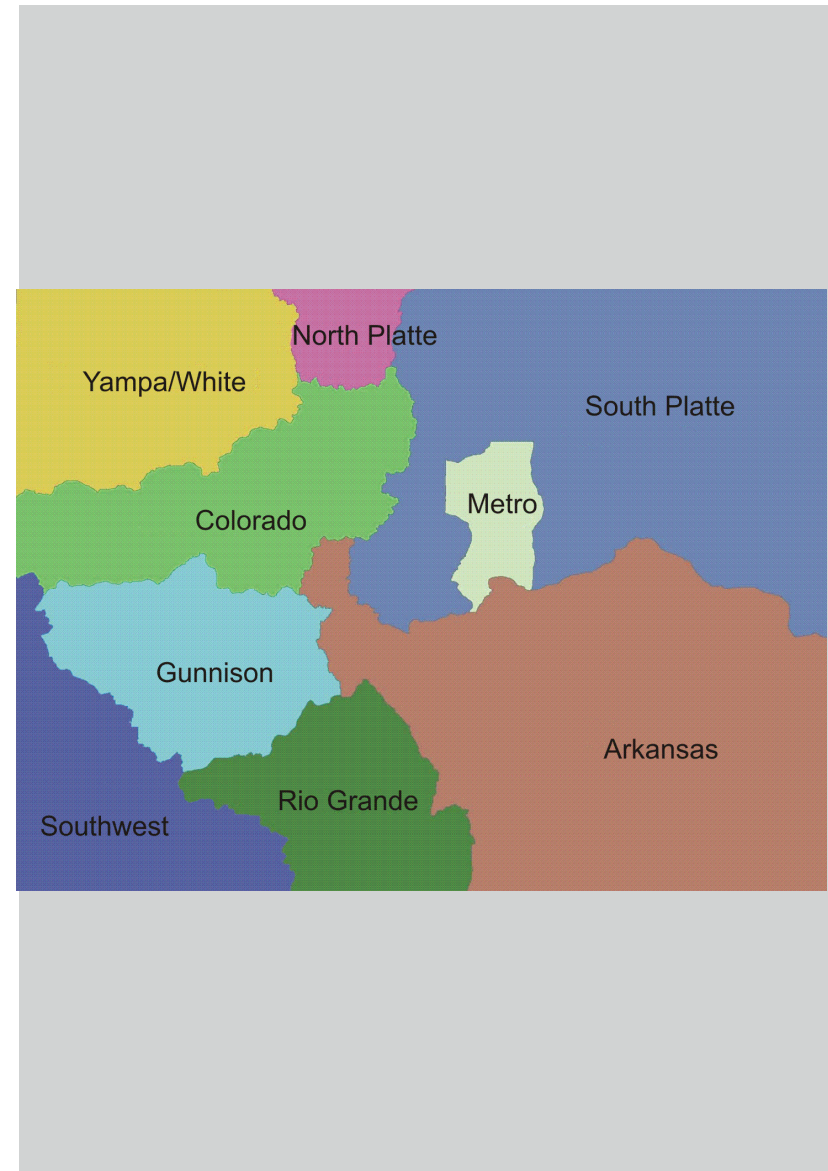 North Platte
Yampa/White
South Platte
Metro
Colorado
Gunnison
Arkansas
Rio Grande
Southwest